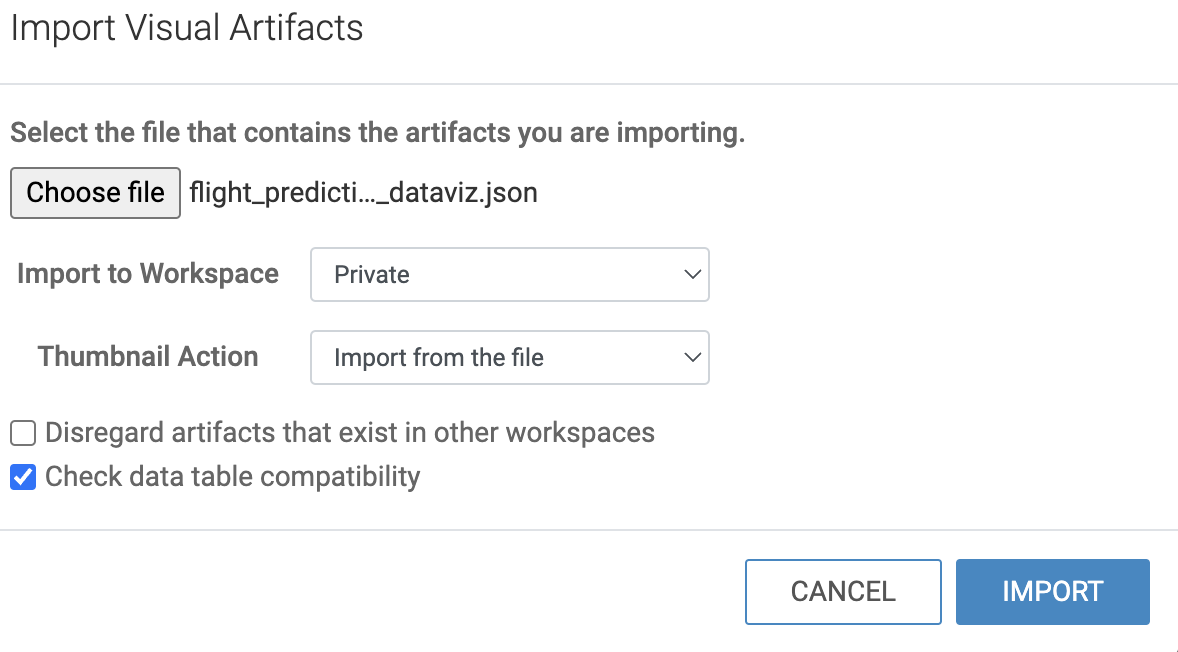 Import Visual Artifacts
Select the file that contains the artifacts you are importing.
Choose file flight_predicti..._dataviz.json
Import to Workspace Private
Thumbnail Action Import from the file
Disregard artifacts that exist in other workspaces
Check data table compatibility
CANCEL IMPORT